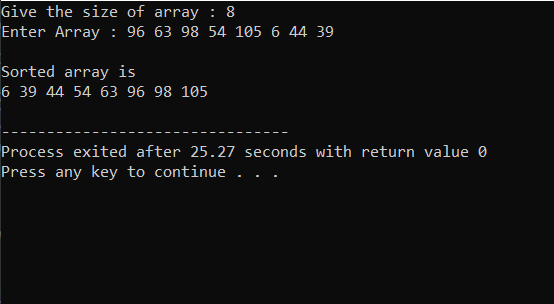 Give the size of array : 8
Enter Array : 96 63 98 54 105 6 44 39
Sorted array is
6 39 44 54 63 96 98 105
--------------------------------
Process exited after 25.27 seconds with return value 0
Press any key to continue . . .